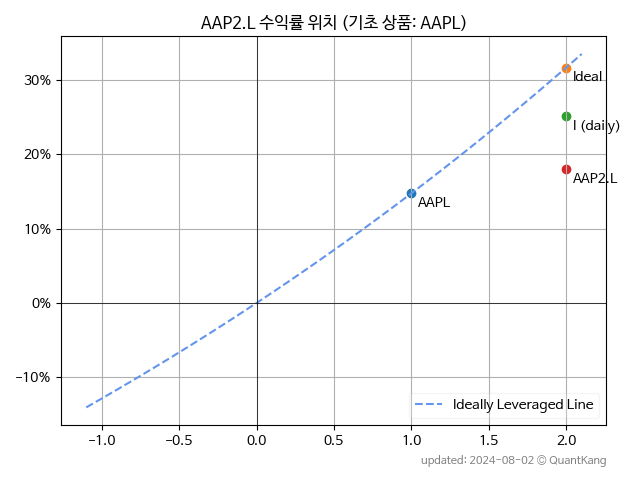 AAP2.L 수익률 위치 (기초 상품: AAPL)
30%
20%
10%
0%
−10%
Ideal
I (daily)
AAP2.L
AAPL
Ideally Leveraged Line
−1.0 −0.5 0.0 0.5 1.0 1.5 2.0
updated: 2024-08-02 © QuantKang